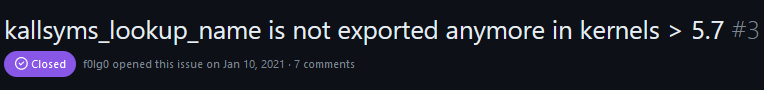 kallsyms_lookup_name is not exported anymore in kernels > 5.7 #3
Closed f0lg0 opened this issue on Jan 10, 2021 · 7 comments